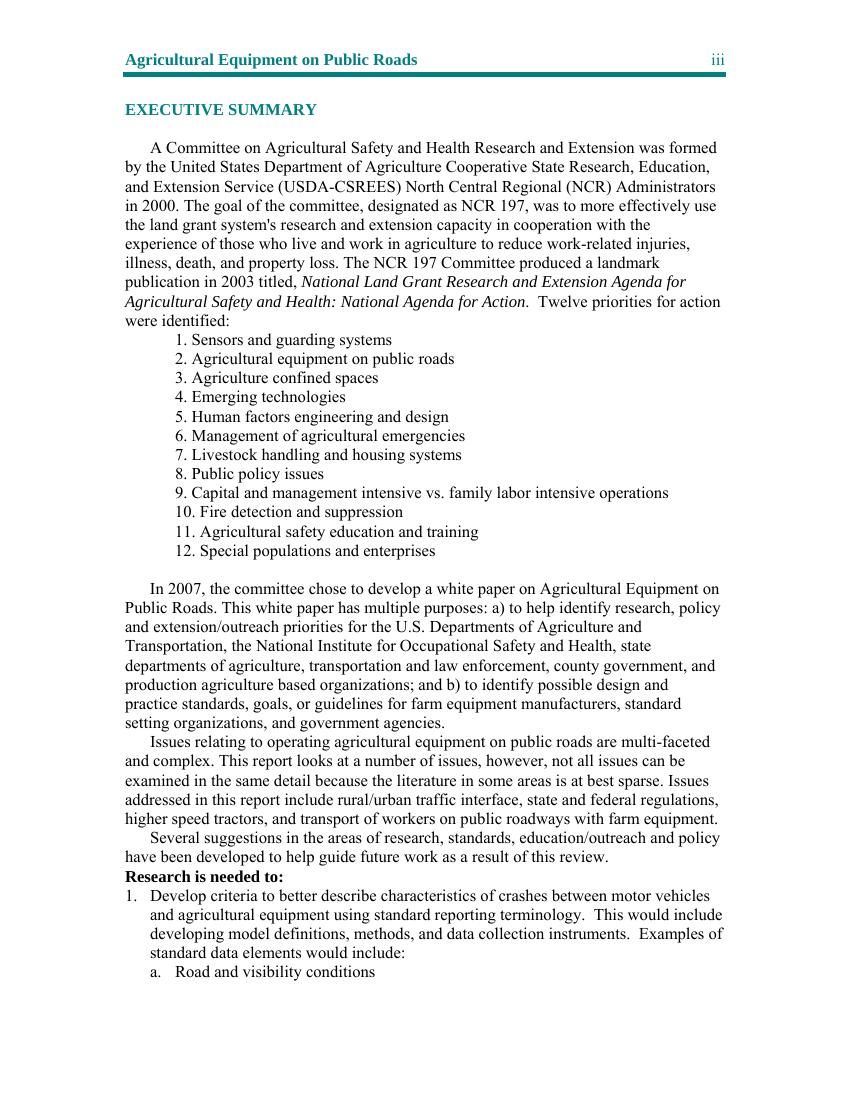 Agricultural Equipment on Public Roads iii
EXECUTIVE SUMMARY
A Committee on Agricultural Safety and Health Research and Extension was formed
by the United States Department of Agriculture Cooperative State Research, Education,
and Extension Service (USDA-CSREES) North Central Regional (NCR) Administrators
in 2000. The goal of the committee, designated as NCR 197, was to more effectively use
the land grant system's research and extension capacity in cooperation with the
experience of those who live and work in agriculture to reduce work-related injuries,
illness, death, and property loss. The NCR 197 Committee produced a landmark
publication in 2003 titled, National Land Grant Research and Extension Agenda for
Agricultural Safety and Health: National Agenda for Action.  Twelve priorities for action
were identified:
1. Sensors and guarding systems
2. Agricultural equipment on public roads
3. Agriculture confined spaces
4. Emerging technologies
5. Human factors engineering and design
6. Management of agricultural emergencies
7. Livestock handling and housing systems
8. Public policy issues
9. Capital and management intensive vs. family labor intensive operations
10. Fire detection and suppression
11. Agricultural safety education and training
12. Special populations and enterprises
In 2007, the committee chose to develop a white paper on Agricultural Equipment on
Public Roads. This white paper has multiple purposes: a) to help identify research, policy
and extension/outreach priorities for the U.S. Departments of Agriculture and
Transportation, the National Institute for Occupational Safety and Health, state
departments of agriculture, transportation and law enforcement, county government, and
production agriculture based organizations; and b) to identify possible design and
practice standards, goals, or guidelines for farm equipment manufacturers, standard
setting organizations, and government agencies.
Issues relating to operating agricultural equipment on public roads are multi-faceted
and complex. This report looks at a number of issues, however, not all issues can be
examined in the same detail because the literature in some areas is at best sparse. Issues
addressed in this report include rural/urban traffic interface, state and federal regulations,
higher speed tractors, and transport of workers on public roadways with farm equipment.
Several suggestions in the areas of research, standards, education/outreach and policy
have been developed to help guide future work as a result of this review.
Research is needed to:
1. Develop criteria to better describe characteristics of crashes between motor vehicles
and agricultural equipment using standard reporting terminology.  This would include
developing model definitions, methods, and data collection instruments.  Examples of
standard data elements would include:
a. Road and visibility conditions